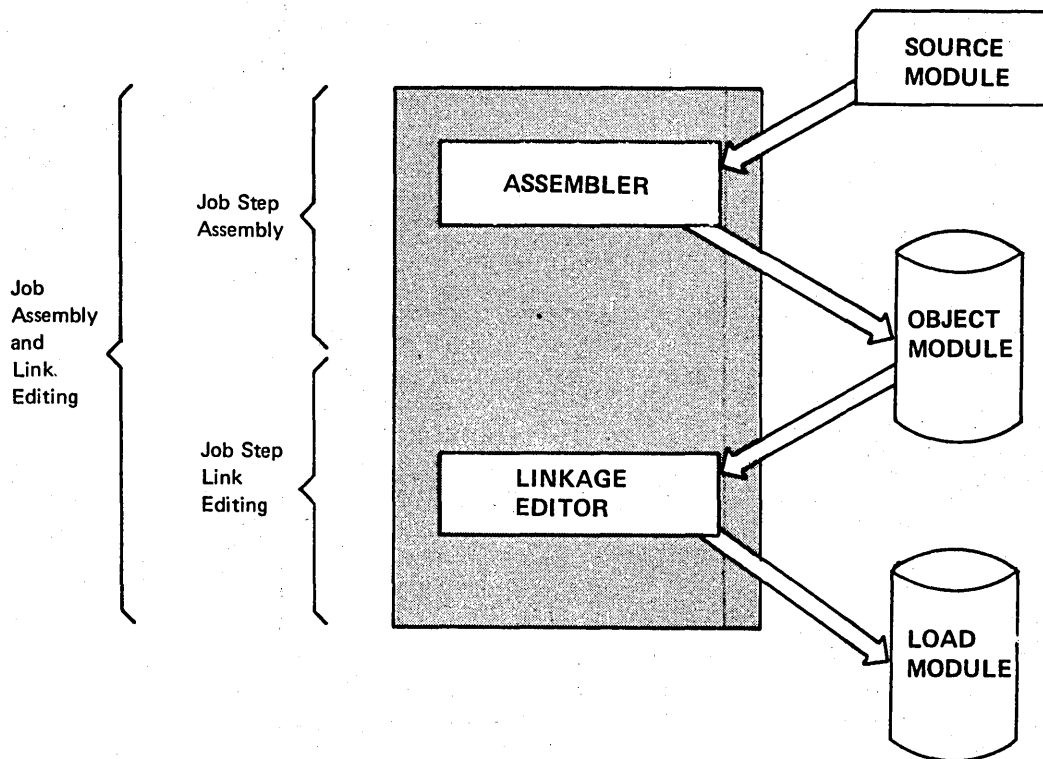 SOURCE
MODULE
ASSEMBLER
Job Step
Assembly
Job
Assembly
and
Link.
Editing
OBJECT
MODULE
Job Step
Link
Editing
LINKAGE
EDITOR
LOAD
MODULE